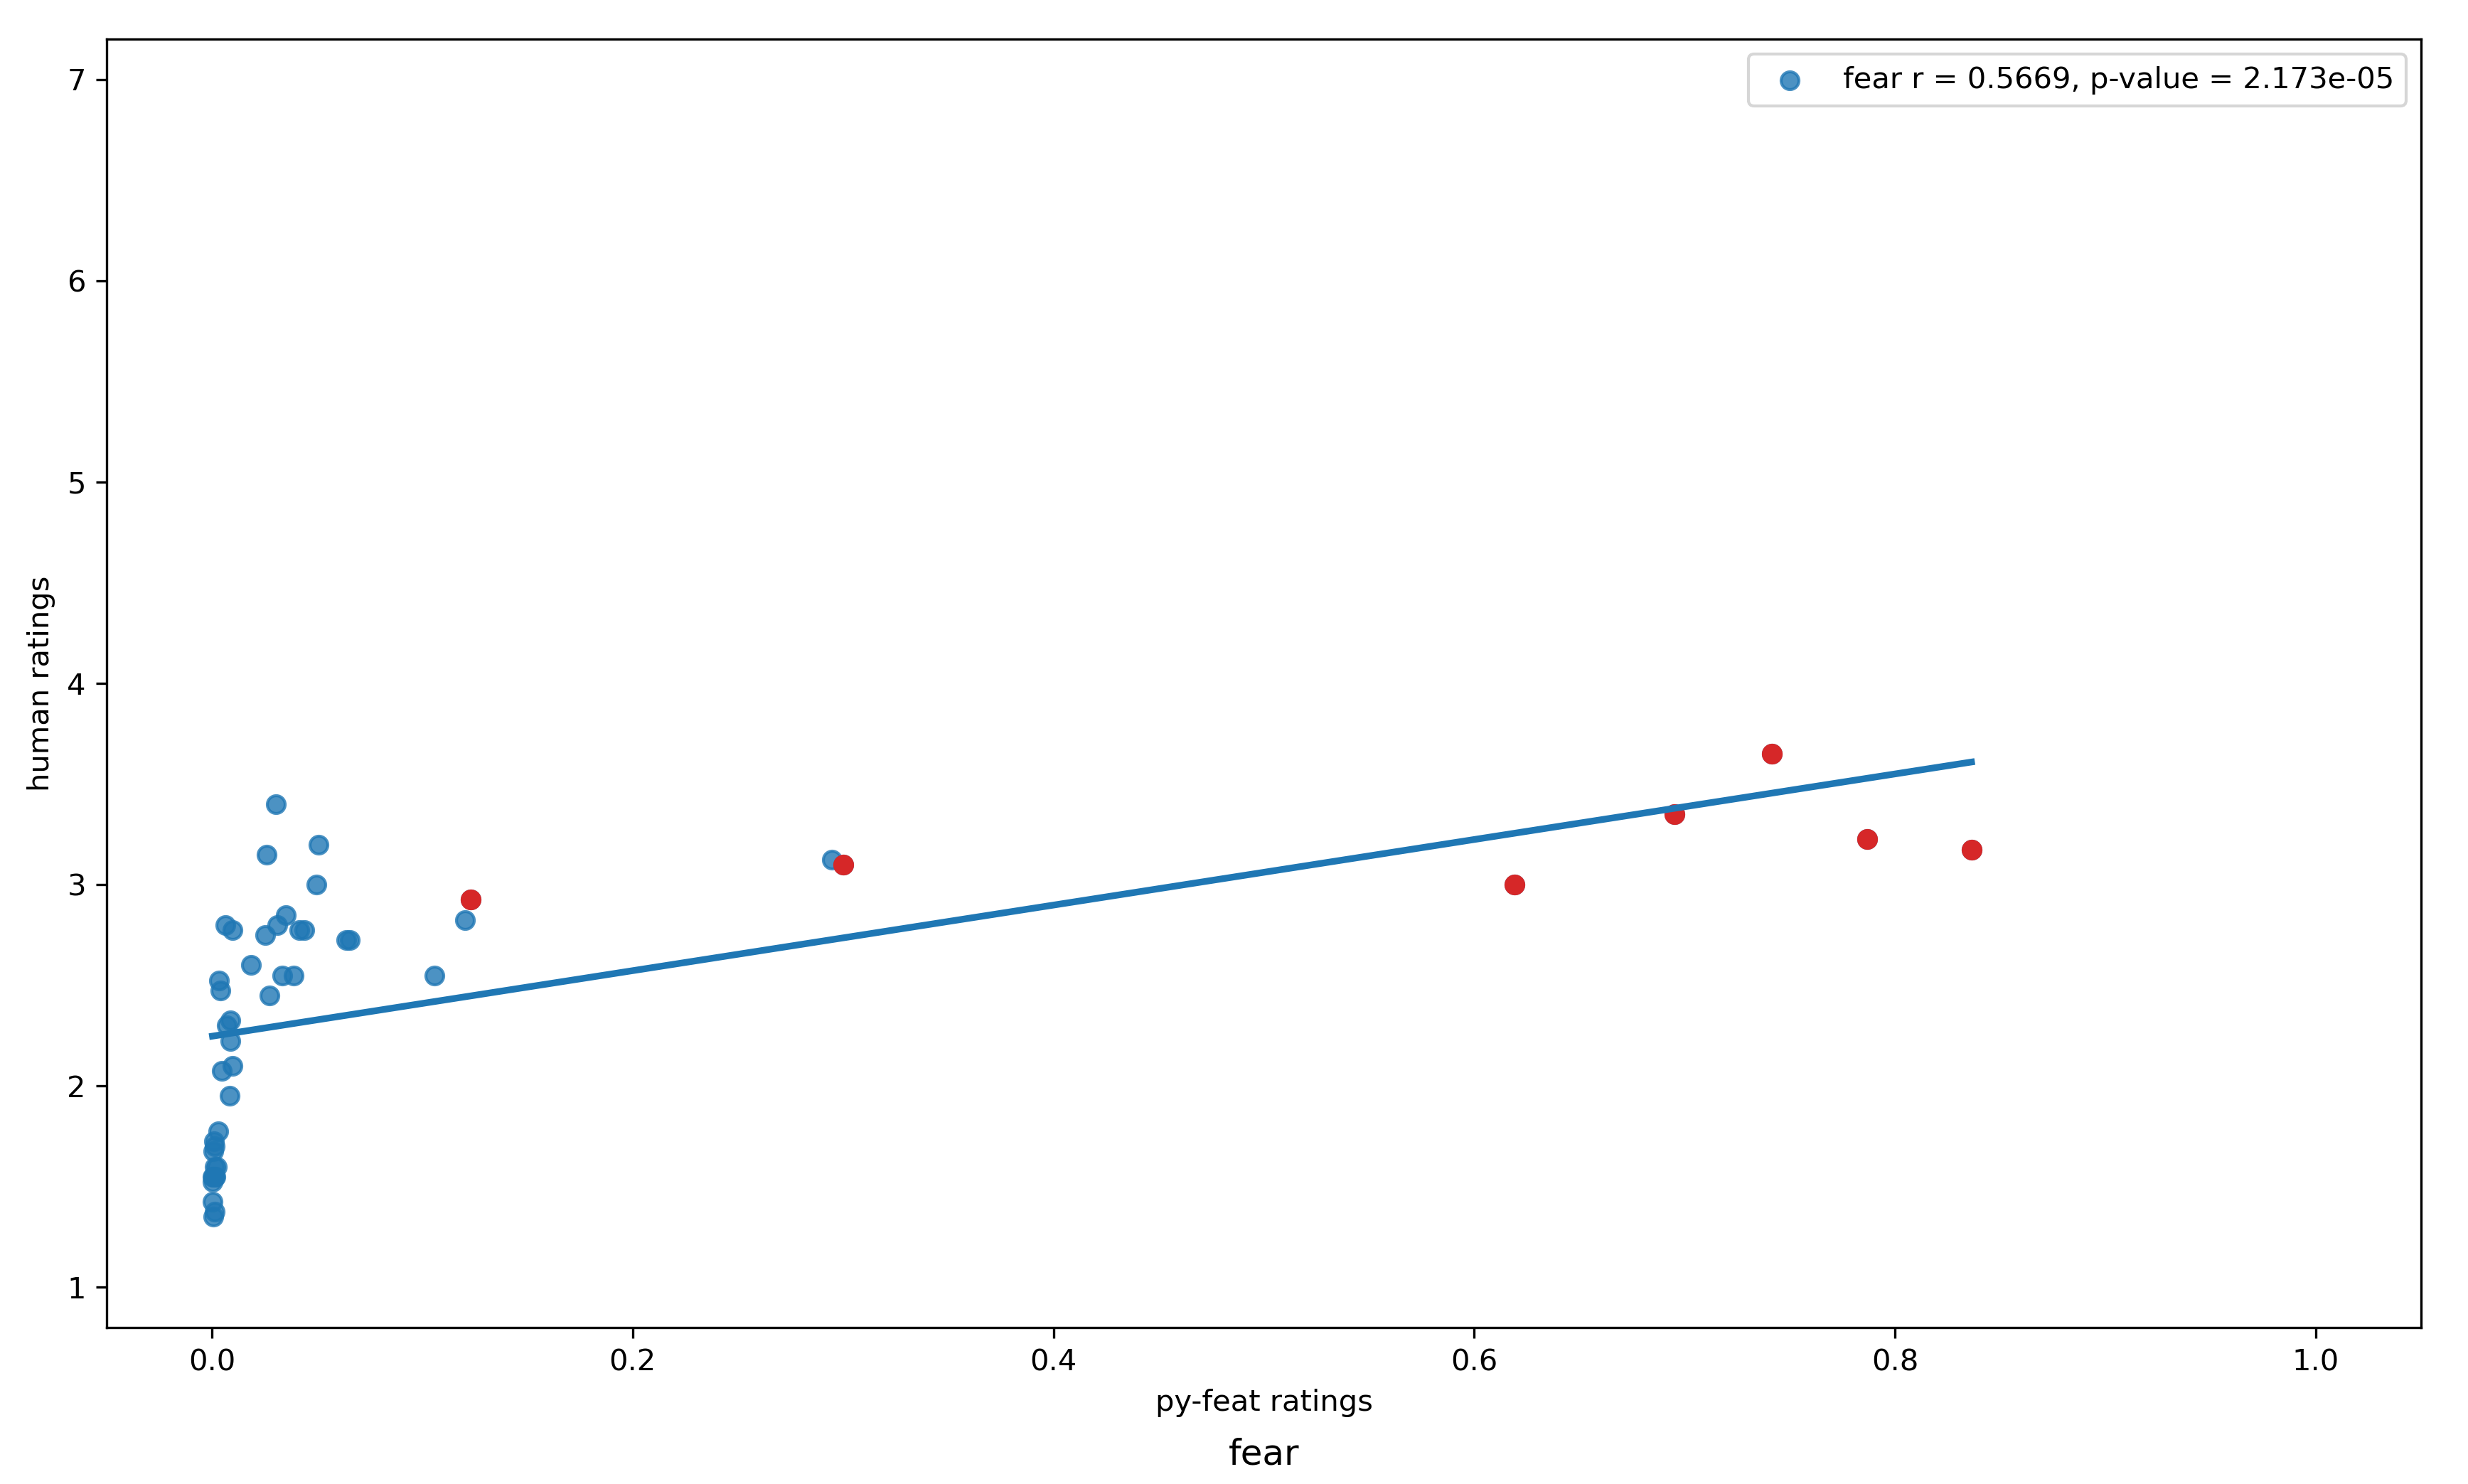 fear r = 0.5669, p-value = 2.173e-05
7
6
5
4
3
2
1
human ratings
0.0 0.2 0.4 0.6 0.8 1.0
py-feat ratings
fear